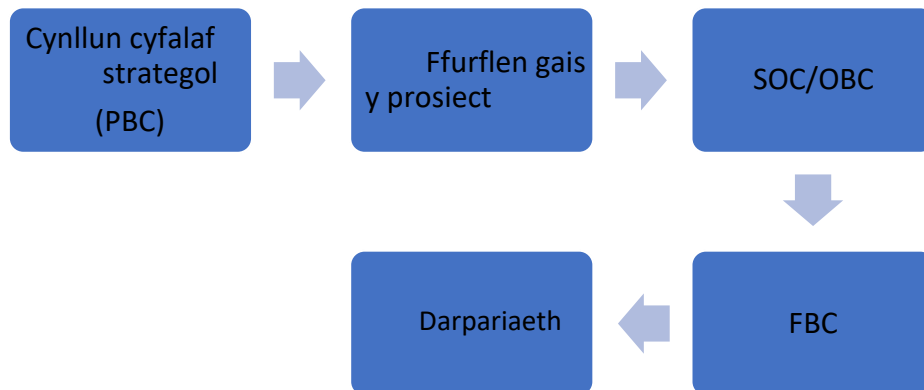 Cynllun cyfalaf
strategol
(PBC)
Ffurflen gais
y prosiect
SOC/OBC
FBC
Darpariaeth